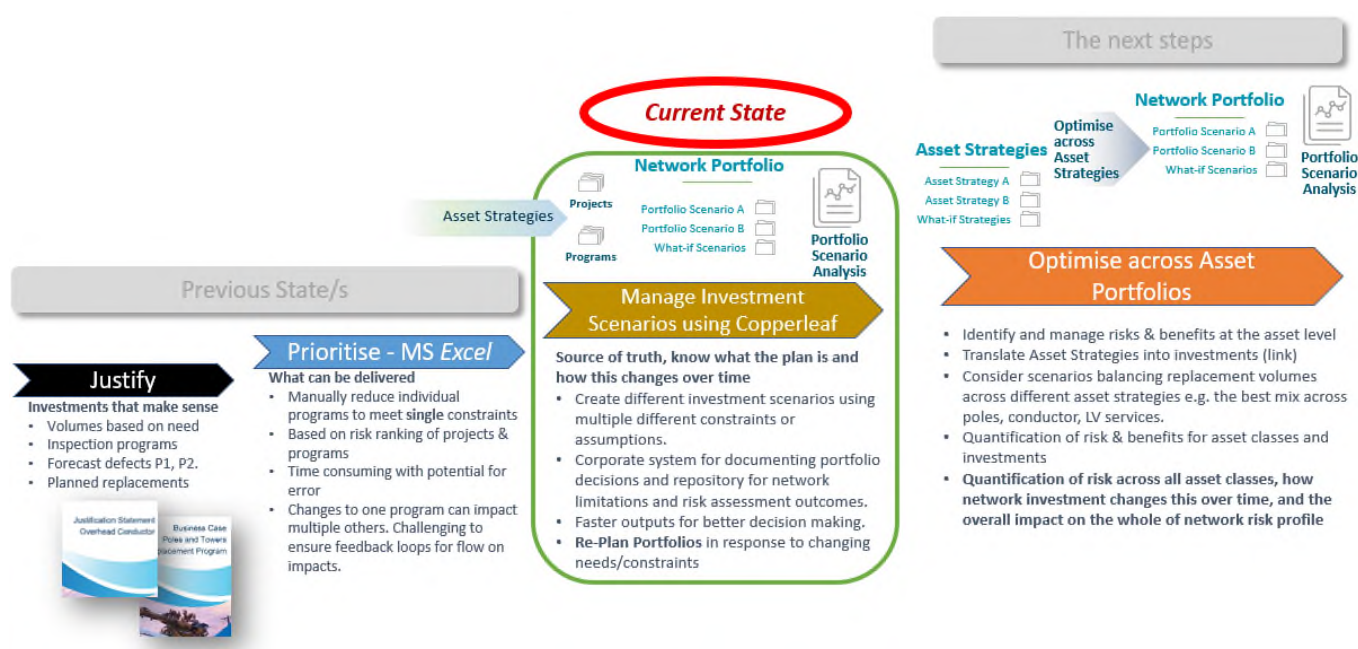 Previous State/s
Justify
Investments that make sense
• Volumes based on need
• Inspection programs
• Forecast defects P1, P2.
• Planned replacements
Justification Statement
Overhead Conductor
Business Case
Poles and Towers
placement Program
Prioritise - MS Excel
What can be delivered
• Manually reduce individual
programs to meet single constraints
• Based on risk ranking of projects &
programs
• Time consuming with potential for
error
• Changes to one program can impact
multiple others. Challenging to
ensure feedback loops for flow on
impacts.
Current State
Asset Strategies
Projects
Programs
Network Portfolio
Portfolio Scenario A
Portfolio Scenario B
What-if Scenarios
Portfolio
Scenario
Analysis
Manage Investment
Scenarios using Copperleaf
Source of truth, know what the plan is and
how this changes over time
• Create different investment scenarios using
multiple different constraints or
assumptions.
• Corporate system for documenting portfolio
decisions and repository for network
limitations and risk assessment outcomes.
• Faster outputs for better decision making.
• Re-Plan Portfolios in response to changing
needs/constraints
The next steps
Asset Strategies
Asset Strategy A
Asset Strategy B
What-if Strategies
Optimise
across
Asset
Strategies
Network Portfolio
Portfolio Scenario A
Portfolio Scenario B
What-if Scenarios
Portfolio
Scenario
Analysis
Optimise across Asset
Portfolios
• Identify and manage risks & benefits at the asset level
• Translate Asset Strategies into investments (link)
• Consider scenarios balancing replacement volumes
across different asset strategies e.g. the best mix across
poles, conductor, LV services.
• Quantification of risk & benefits for asset classes and
investments
• Quantification of risk across all asset classes, how
network investment changes this over time, and the
overall impact on the whole of network risk profile